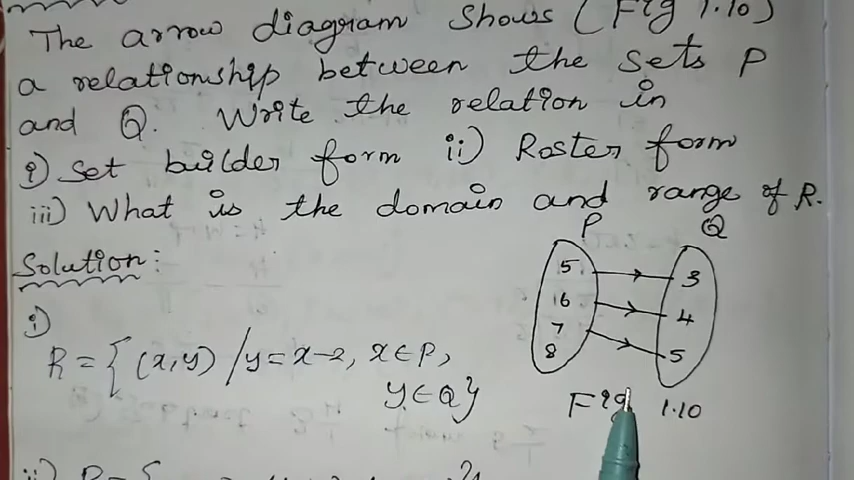 The arrow diagram shows (Fig 1.10)
a relationship between the sets P
and Q. Write the relation in
i) Set builder form ii) Roster form
iii) What is the domain and range of R.
P Q
Solution:
5 3
6 4
7 5
8
i)
R = { (x,y) / y = x-2, x ∈ P,
y ∈ Q }
Fig 1.10
ii) R = {